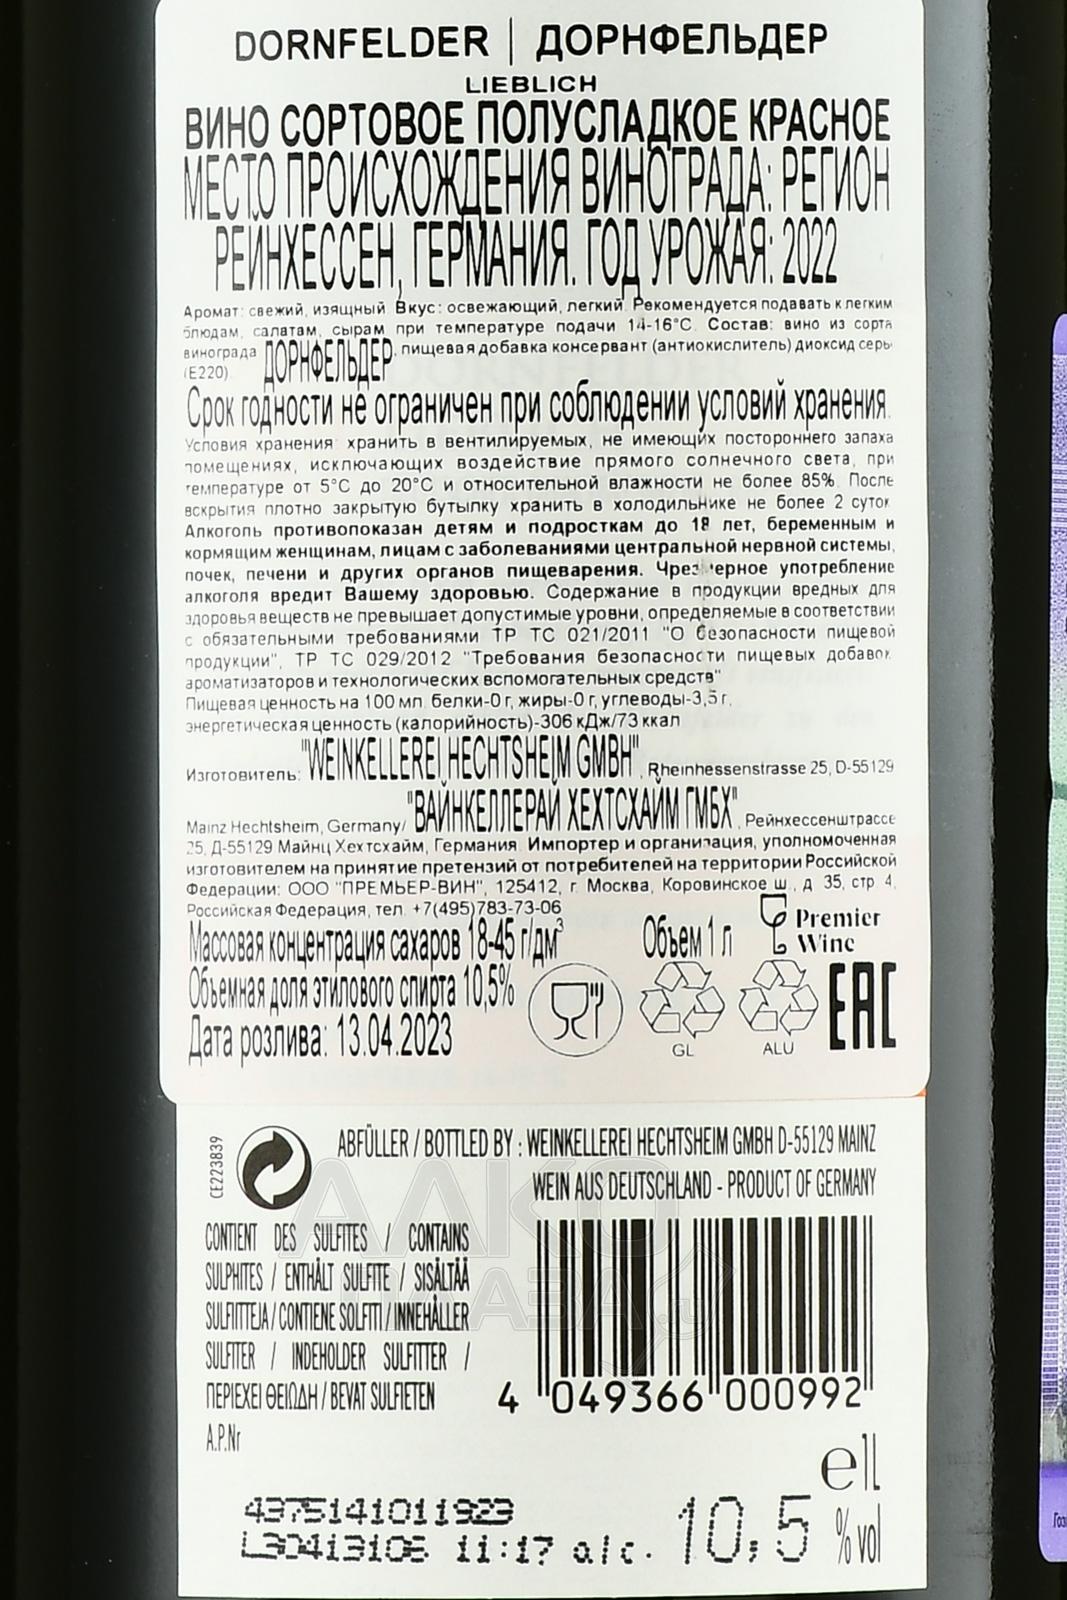 DORNFELDER | ДОРНФЕЛЬДЕР
LIEBLICH
ВИНО СОРТОВОЕ ПОЛУСЛАДКОЕ КРАСНОЕ
МЕСТО ПРОИСХОЖДЕНИЯ ВИНОГРАДА: РЕГИОН
РЕЙНХЕССЕН, ГЕРМАНИЯ. ГОД УРОЖАЯ: 2022
Аромат: свежий, изящный. Вкус: освежающий, легкий. Рекомендуется подавать к легким
блюдам, салатам, сырам при температуре подачи 14-16°C. Состав: вино из сорта
винограда ДОРНФЕЛЬДЕР, пищевая добавка консервант (антиокислитель) диоксид серы
(E220).
Срок годности не ограничен при соблюдении условий хранения.
Условия хранения: хранить в вентилируемых, не имеющих постороннего запаха
помещениях, исключающих воздействие прямого солнечного света, при
температуре от 5°C до 20°C и относительной влажности не более 85%. После
вскрытия плотно закрытую бутылку хранить в холодильнике не более 2 суток.
Алкоголь противопоказан детям и подросткам до 18 лет, беременным и
кормящим женщинам, лицам с заболеваниями центральной нервной системы,
почек, печени и других органов пищеварения. Чрезмерное употребление
алкоголя вредит Вашему здоровью. Содержание в продукции вредных для
здоровья веществ не превышает допустимые уровни, определяемые в соответствии
с обязательными требованиями ТР ТС 021/2011 "О безопасности пищевой
продукции", ТР ТС 029/2012 "Требования безопасности пищевых добавок,
ароматизаторов и технологических вспомогательных средств"
Пищевая ценность на 100 мл: белки-0 г, жиры-0 г, углеводы-3,5 г,
энергетическая ценность (калорийность)-306 кДж/73 ккал
Изготовитель: "WEINKELLEREI HECHTSHEIM GMBH", Rheinhessenstrasse 25, D-55129
Mainz Hechtsheim, Germany/ "ВАЙНКЕЛЛЕРАЙ ХЕХТСХАЙМ ГМБХ", Рейнхессенштрассе
25, Д-55129 Майнц Хехтсхайм, Германия. Импортер и организация, уполномоченная
изготовителем на принятие претензий от потребителей на территории Российской
Федерации: ООО "ПРЕМЬЕР-ВИН", 125412, г. Москва, Коровинское ш., д. 35, стр. 4,
Российская Федерация, тел. +7(495)783-73-06
Массовая концентрация сахаров 18-45 г/дм³ Объем 1 л
Premier
Wine
Объемная доля этилового спирта 10,5%
Дата розлива: 13.04.2023
GL
ALU
EAC
CE223839
ABFÜLLER / BOTTLED BY : WEINKELLEREI HECHTSHEIM GMBH D-55129 MAINZ
WEIN AUS DEUTSCHLAND - PRODUCT OF GERMANY
CONTIENT DES SULFITES / CONTAINS
SULPHITES / ENTHÄLT SULFITE / SISÄLTÄÄ
SULFIITTEJA / CONTIENE SOLFITI / INNEHÅLLER
SULFITER / INDEHOLDER SULFITTER /
ΠΕΡΙΕΧΕΙ ΘΕΙΩΔΗ / BEVAT SULFIETEN
A.P.Nr
4 049366 000992
e1L
4375141011923
L30413106 11:17 alc. 10,5 % vol
ААКО
ЛАВА.ru